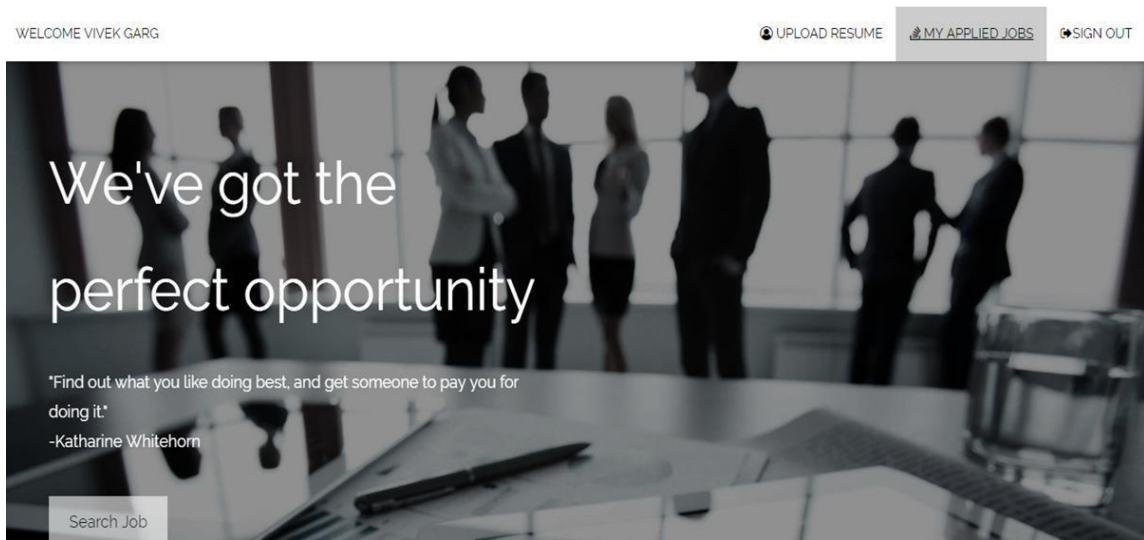 WELCOME VIVEK GARG
UPLOAD RESUME
MY APPLIED JOBS
SIGN OUT
We've got the
perfect opportunity
"Find out what you like doing best, and get someone to pay you for
doing it."
-Katharine Whitehorn
Search Job